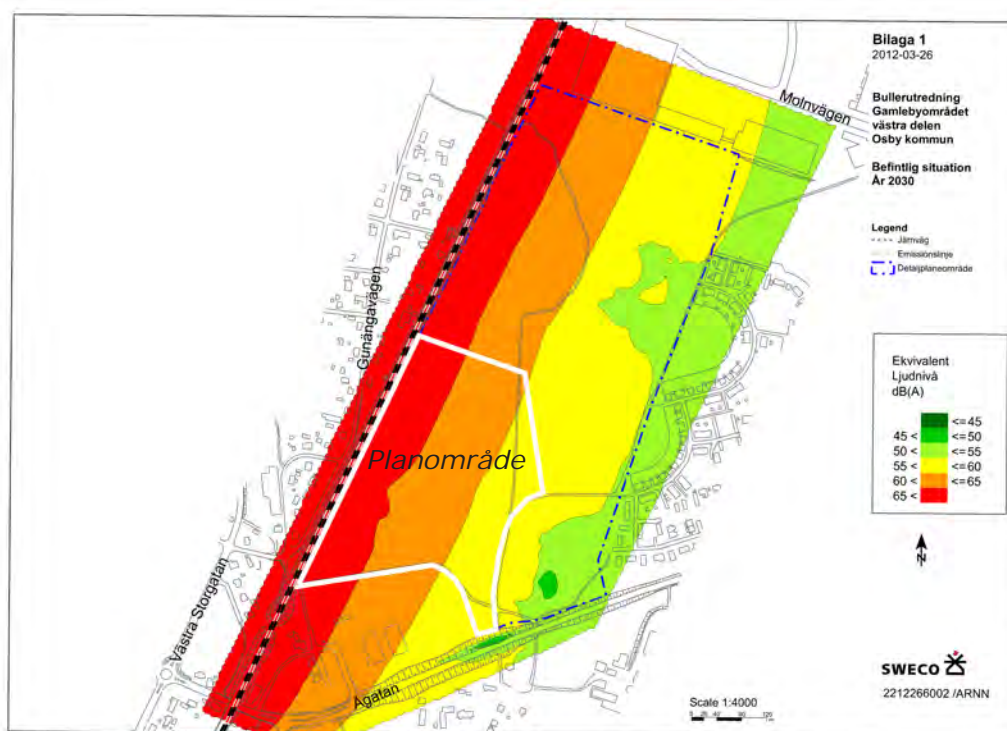 Bilaga 1
2012-03-26
Bullerutredning
Gamlebyområdet
västra delen
Osby kommun
Befintlig situation
År 2030
Legend
Järnväg
Emissionslinje
Detaljplaneområde
Molnvägen
Gunängavägen
Planområde
Västra Storgatan
Ågatan
Ekvivalent
Ljudnivå
dB(A)
<=45
45 < <=50
50 < <=55
55 < <=60
60 < <=65
65 <
N
SWECO
2212266002 /ARNN
Scale 1:4000